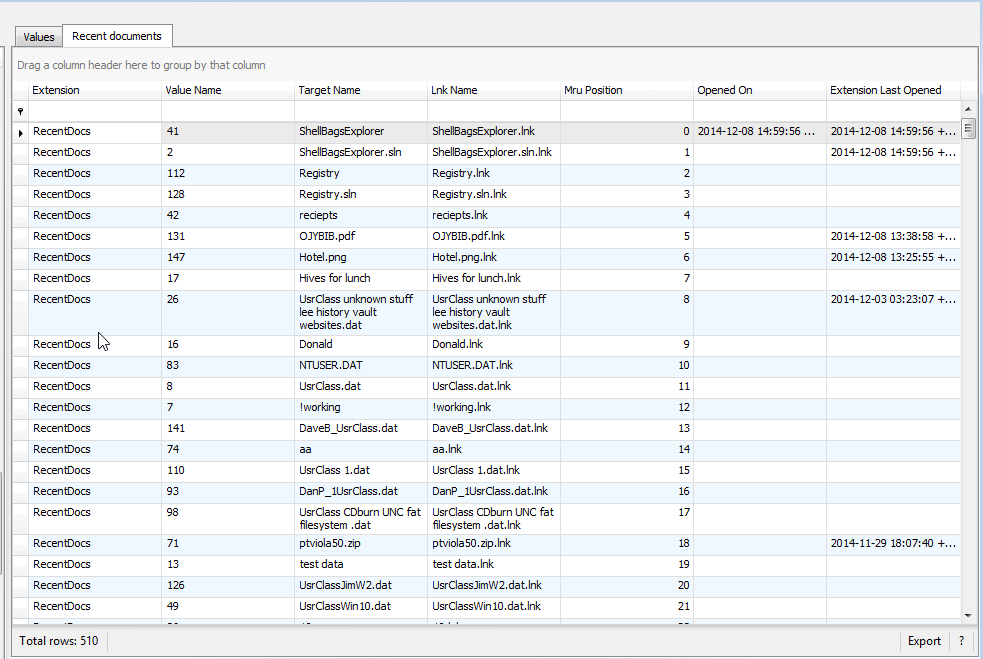 Values Recent documents
Drag a column header here to group by that column
Extension Value Name Target Name Lnk Name Mru Position Opened On Extension Last Opened
RecentDocs 41 ShellBagsExplorer ShellBagsExplorer.lnk 0 2014-12-08 14:59:56 ... 2014-12-08 14:59:56 +...
RecentDocs 2 ShellBagsExplorer.sln ShellBagsExplorer.sln.lnk 1 2014-12-08 14:59:56 +...
RecentDocs 112 Registry Registry.lnk 2
RecentDocs 128 Registry.sln Registry.sln.lnk 3
RecentDocs 42 reciepts reciepts.lnk 4
RecentDocs 131 OJYBIB.pdf OJYBIB.pdf.lnk 5 2014-12-08 13:38:58 +...
RecentDocs 147 Hotel.png Hotel.png.lnk 6 2014-12-08 13:25:55 +...
RecentDocs 17 Hives for lunch Hives for lunch.lnk 7
RecentDocs 26 UsrClass unknown stuff UsrClass unknown stuff 8 2014-12-03 03:23:07 +...
lee history vault lee history vault
websites.dat websites.dat.lnk
RecentDocs 16 Donald Donald.lnk 9
RecentDocs 83 NTUSER.DAT NTUSER.DAT.lnk 10
RecentDocs 8 UsrClass.dat UsrClass.dat.lnk 11
RecentDocs 7 !working !working.lnk 12
RecentDocs 141 DaveB_UsrClass.dat DaveB_UsrClass.dat.lnk 13
RecentDocs 74 aa aa.lnk 14
RecentDocs 110 UsrClass 1.dat UsrClass 1.dat.lnk 15
RecentDocs 93 DanP_1UsrClass.dat DanP_1UsrClass.dat.lnk 16
RecentDocs 98 UsrClass CDburn UNC fat UsrClass CDburn UNC fat 17
filesystem .dat filesystem .dat.lnk
RecentDocs 71 ptviola50.zip ptviola50.zip.lnk 18 2014-11-29 18:07:40 +...
RecentDocs 13 test data test data.lnk 19
RecentDocs 126 UsrClassJimW2.dat UsrClassJimW2.dat.lnk 20
RecentDocs 49 UsrClassWin10.dat UsrClassWin10.dat.lnk 21
Total rows: 510 Export ?